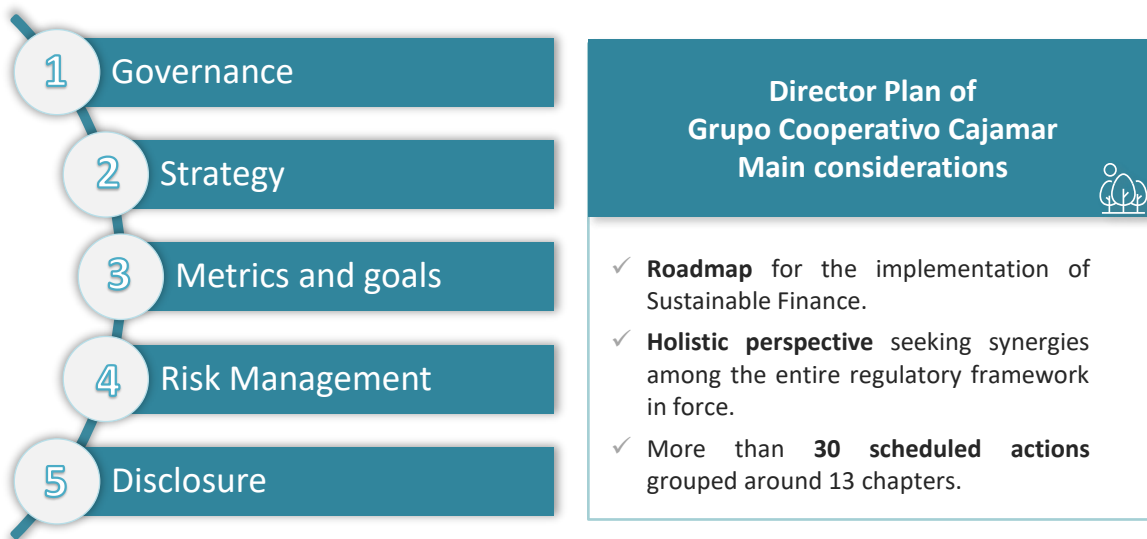 1
Governance
2
Strategy
3
Metrics and goals
4
Risk Management
5
Disclosure
Director Plan of
Grupo Cooperativo Cajamar
Main considerations
✓ Roadmap for the implementation of
Sustainable Finance.
✓ Holistic perspective seeking synergies
among the entire regulatory framework
in force.
✓ More than 30 scheduled actions
grouped around 13 chapters.